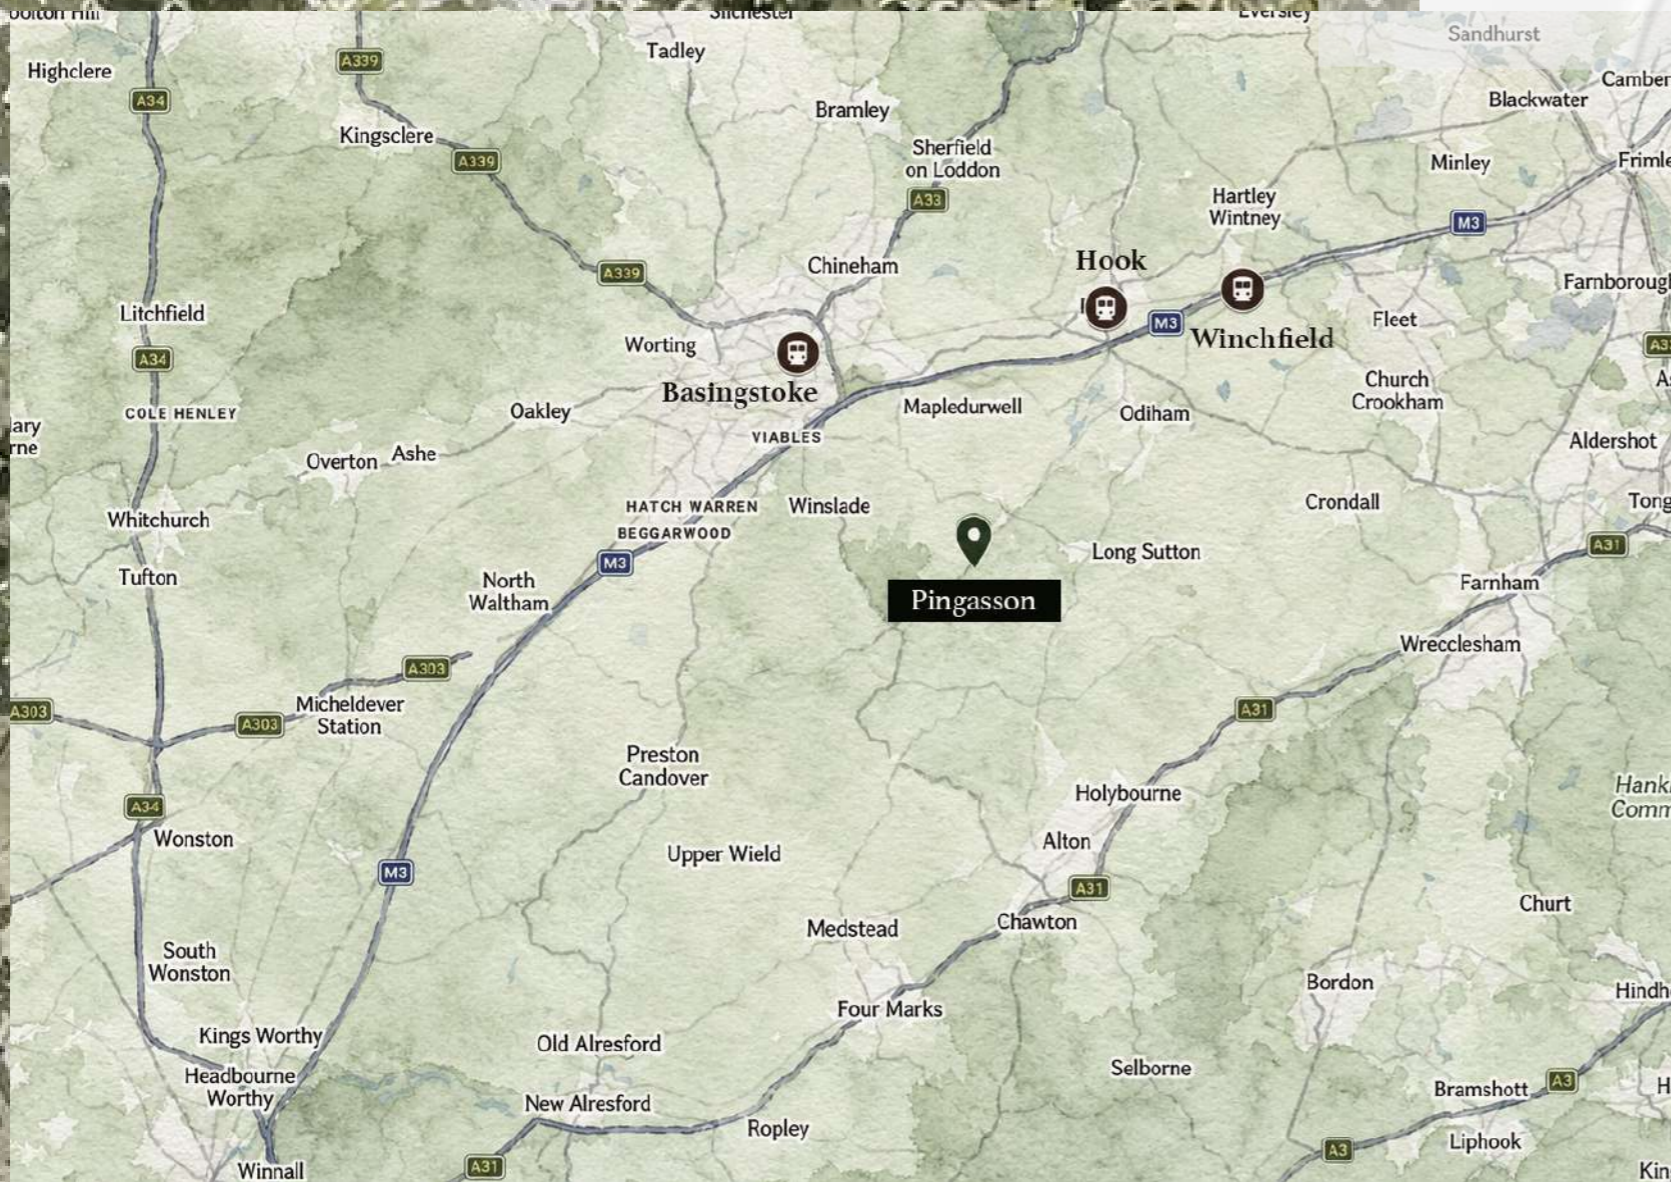 Silchester
Eversley
Sandhurst
Highclere
A339
Tadley
Blackwater
A34
Bramley
Kingsclere
Sherfield
on Loddon
A339
Minley
A33
Hartley
Wintney
M3
Hook
Chineham
A339
Farnborough
Litchfield
M3
Fleet
Winchfield
Worting
A34
Basingstoke
Church
Crookham
COLE HENLEY
Oakley
Mapledurwell
Odiham
VIABLES
Aldershot
Overton
Ashe
HATCH WARREN
Winslade
Crondall
Whitchurch
BEGGARWOOD
M3
Long Sutton
A31
Tufton
North
Waltham
Farnham
Pingasson
Wrecclesham
A303
A303
Micheldever
Station
A303
A31
Preston
Candover
Holybourne
A34
Wonston
Alton
Upper Wield
M3
A31
Churt
Chawton
Medstead
South
Wonston
Bordon
Four Marks
Kings Worthy
Old Alresford
Selborne
Headbourne
Worthy
Bramshott
A3
New Alresford
Ropley
Liphook
A3
Winnall
A31